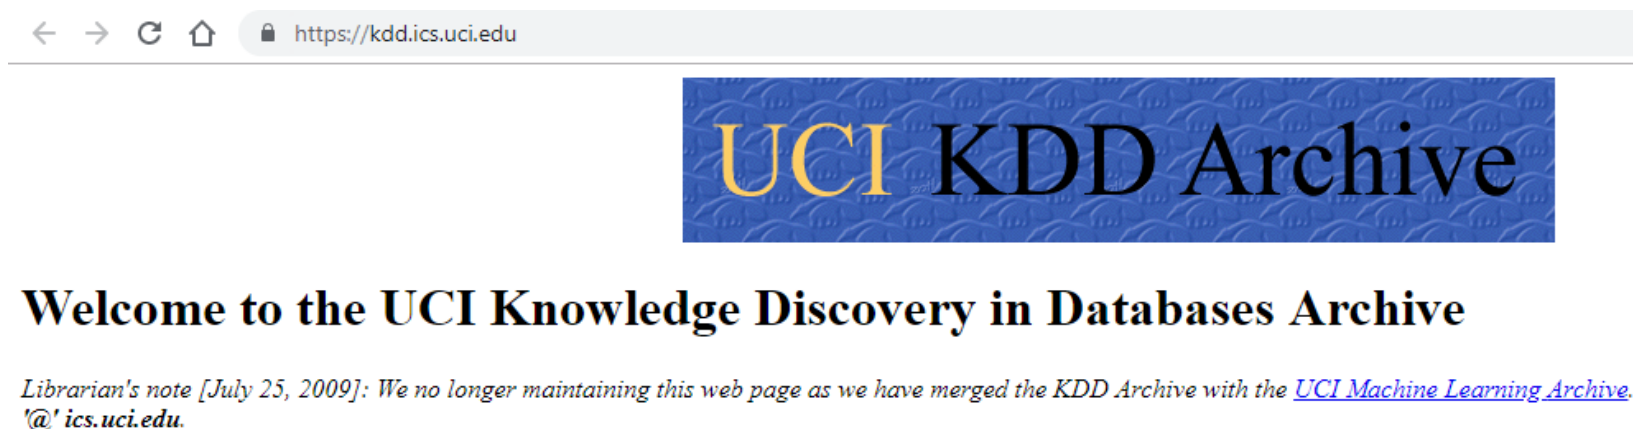 https://kdd.ics.uci.edu
UCI KDD Archive
Welcome to the UCI Knowledge Discovery in Databases Archive
Librarian's note [July 25, 2009]: We no longer maintaining this web page as we have merged the KDD Archive with the UCI Machine Learning Archive.
'@' ics.uci.edu.